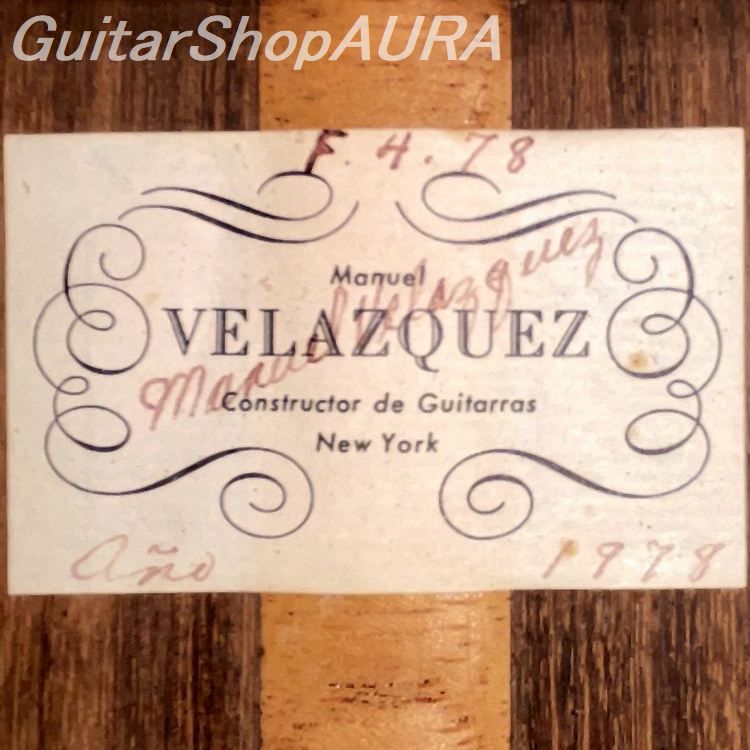 GuitarShopAURA
F. 4. 78
Manuel
VELAZQUEZ
Manuel Velazquez
Constructor de Guitarras
New York
Año 1978